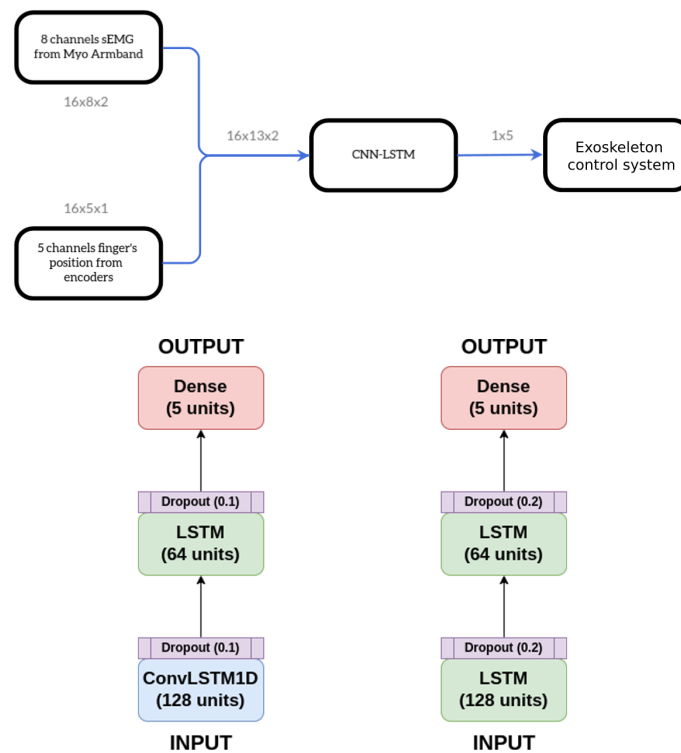 8 channels sEMG
from Myo Armband
16x8x2
16x13x2
CNN-LSTM
1x5
Exoskeleton
control system
16x5x1
5 channels finger's
position from
encoders
OUTPUT
Dense
(5 units)
Dropout (0.1)
LSTM
(64 units)
Dropout (0.1)
ConvLSTM1D
(128 units)
INPUT
OUTPUT
Dense
(5 units)
Dropout (0.2)
LSTM
(64 units)
Dropout (0.2)
LSTM
(128 units)
INPUT